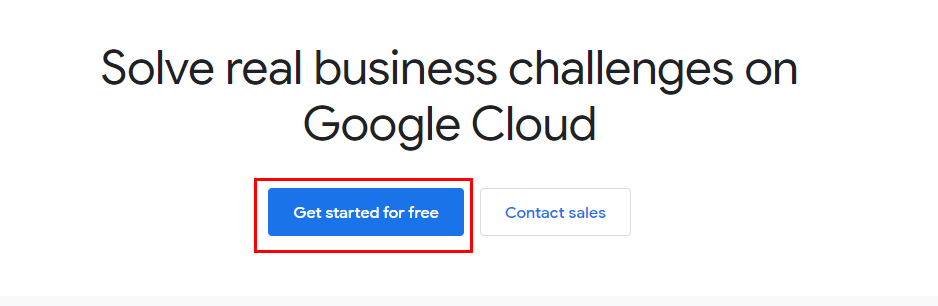 Solve real business challenges on
Google Cloud
Get started for free
Contact sales